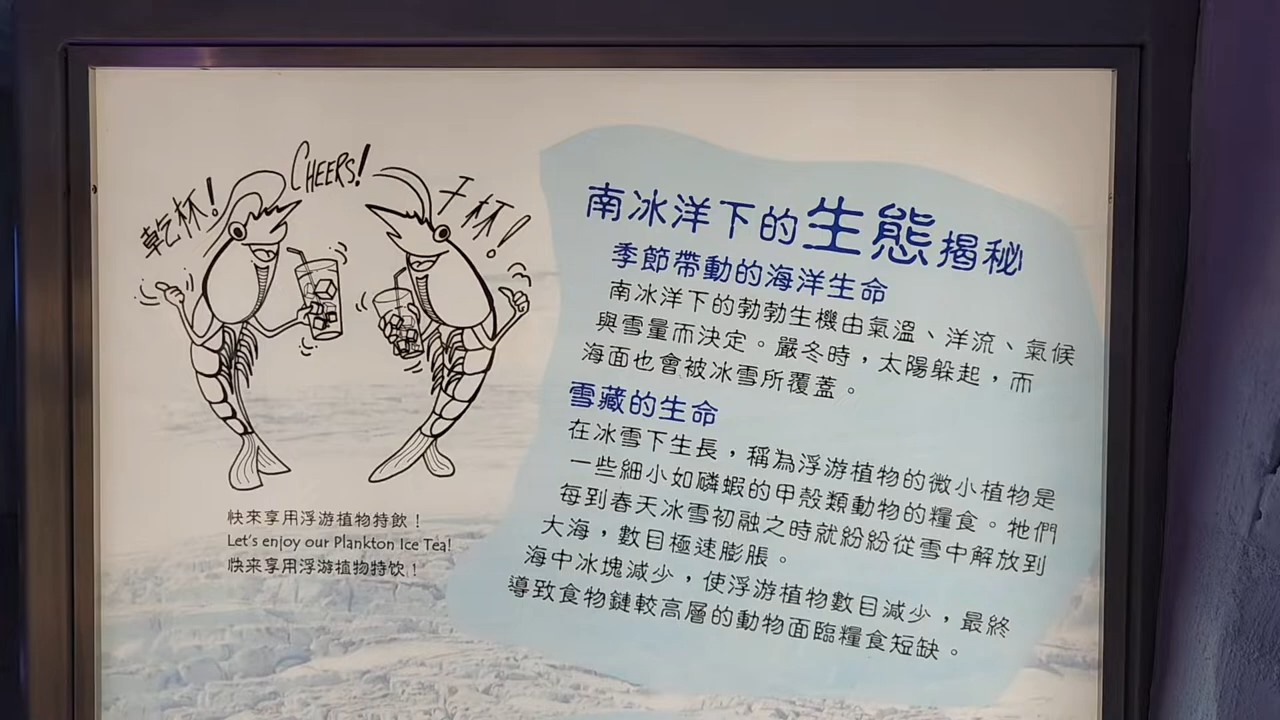 乾杯!
CHEERS!
干杯!
快來享用浮游植物特飲！
Let's enjoy our Plankton Ice Tea!
快来享用浮游植物特饮！
南冰洋下的生態揭秘
季節帶動的海洋生命
南冰洋下的勃勃生機由氣溫、洋流、氣候
與雪量而決定。嚴冬時，太陽躲起，而
海面也會被冰雪所覆蓋。
雪藏的生命
在冰雪下生長，稱為浮游植物的微小植物是
一些細小如磷蝦的甲殼類動物的糧食。牠們
每到春天冰雪初融之時就紛紛從雪中解放到
大海，數目極速膨脹。
海中冰塊減少，使浮游植物數目減少，最終
導致食物鏈較高層的動物面臨糧食短缺。